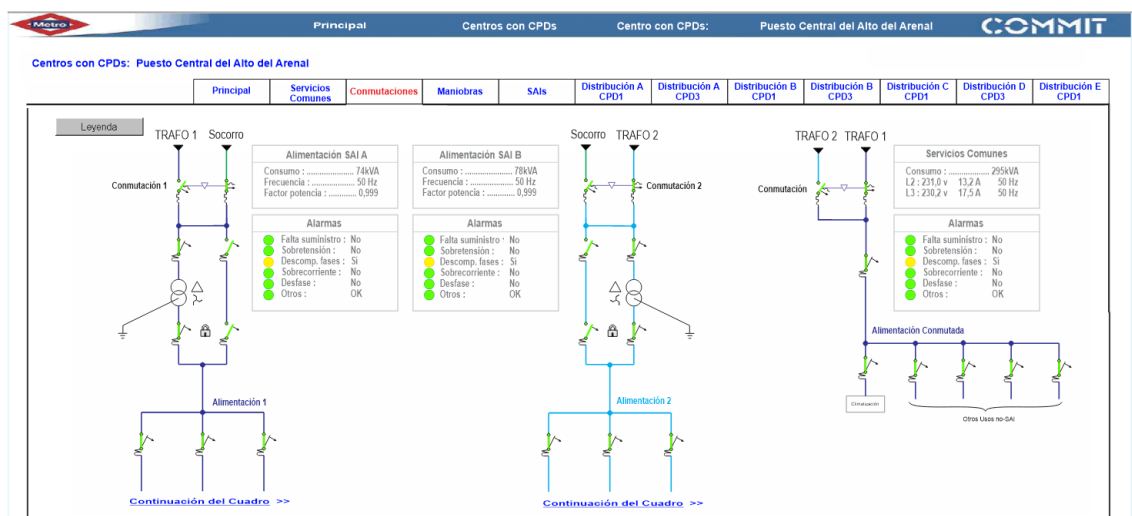 Metro
Principal
Centros con CPDs
Centro con CPDs:
Puesto Central del Alto del Arenal
COMMIT
Centros con CPDs: Puesto Central del Alto del Arenal
Principal
Servicios
Comunes
Conmutaciones
Maniobras
SAIs
Distribución A
CPD1
Distribución A
CPD3
Distribución B
CPD1
Distribución B
CPD3
Distribución C
CPD1
Distribución D
CPD3
Distribución E
CPD1
Leyenda
TRAFO 1 Socorro
Conmutación 1
Alimentación SAI A
Consumo : ..................... 74kVA
Frecuencia : ................ 50 Hz
Factor potencia : ............ 0,999
Alarmas
Falta suministro : No
Sobretensión : No
Descomp. fases : Sì
Sobrecorriente : No
Desfase : No
Otros : OK
Alimentación 1
Continuación del Cuadro >>
Alimentación SAI B
Consumo : ..................... 78kVA
Frecuencia : ................ 50 Hz
Factor potencia : ............ 0,999
Alarmas
Falta suministro · No
Sobretensión : No
Descomp. fases : Sì
Sobrecorriente : No
Desfase : No
Otros : OK
Socorro TRAFO 2
Conmutación 2
Alimentación 2
Continuación del Cuadro >>
TRAFO 2 TRAFO 1
Conmutación
Servicios Comunes
Consumo : ..................... 295kVA
L2 : 231,0 v 13,2 A 50 Hz
L3 : 230,2 v 17,5 A 50 Hz
Alarmas
Falta suministro : No
Sobretensión : No
Descomp. fases : Sì
Sobrecorriente : No
Desfase : No
Otros : OK
Alimentación Conmutada
Climatización
Otros Usos no-SAI